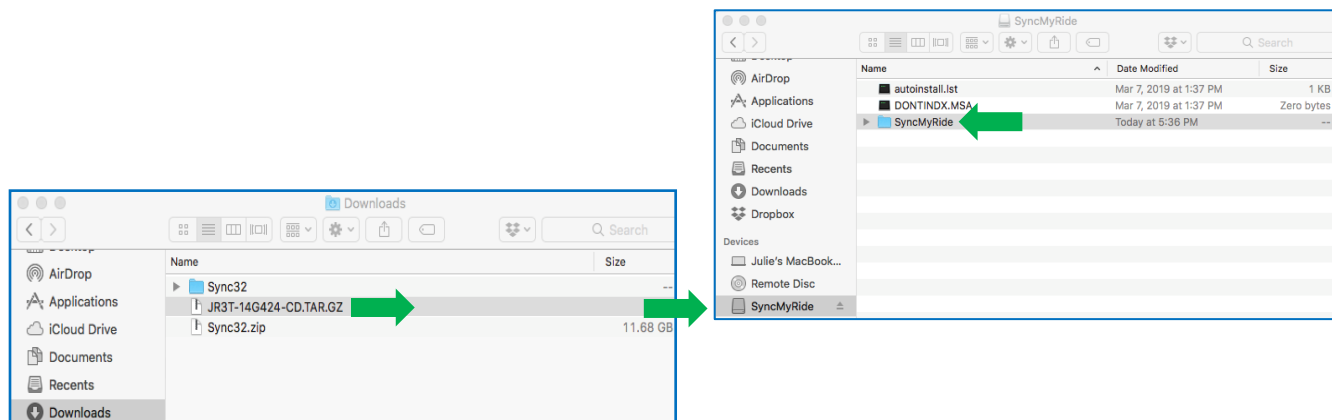 SyncMyRide
Search
Name Date Modified Size
AirDrop
Applications
iCloud Drive
Documents
Recents
Downloads
Dropbox
Devices
Julie's MacBook...
Remote Disc
SyncMyRide
autoinstall.lst Mar 7, 2019 at 1:37 PM 1 KB
DONTINDX.MSA Mar 7, 2019 at 1:37 PM Zero bytes
SyncMyRide Today at 5:36 PM --
Downloads
Search
Name Size
AirDrop
Applications
iCloud Drive
Documents
Recents
Downloads
Sync32 --
JR3T-14G424-CD.TAR.GZ
Sync32.zip 11.68 GB